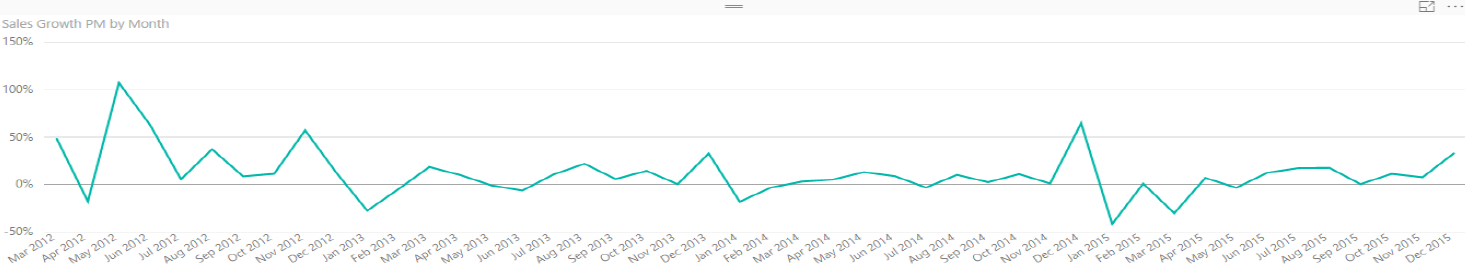 Sales Growth PM by Month
150%
100%
50%
0%
-50%
Mar 2012
Apr 2012
May 2012
Jun 2012
Jul 2012
Aug 2012
Sep 2012
Oct 2012
Nov 2012
Dec 2012
Jan 2013
Feb 2013
Mar 2013
Apr 2013
May 2013
Jun 2013
Jul 2013
Aug 2013
Sep 2013
Oct 2013
Nov 2013
Dec 2013
Jan 2014
Feb 2014
Mar 2014
Apr 2014
May 2014
Jun 2014
Jul 2014
Aug 2014
Sep 2014
Oct 2014
Nov 2014
Dec 2014
Jan 2015
Feb 2015
Mar 2015
Apr 2015
May 2015
Jun 2015
Jul 2015
Aug 2015
Sep 2015
Oct 2015
Nov 2015
Dec 2015